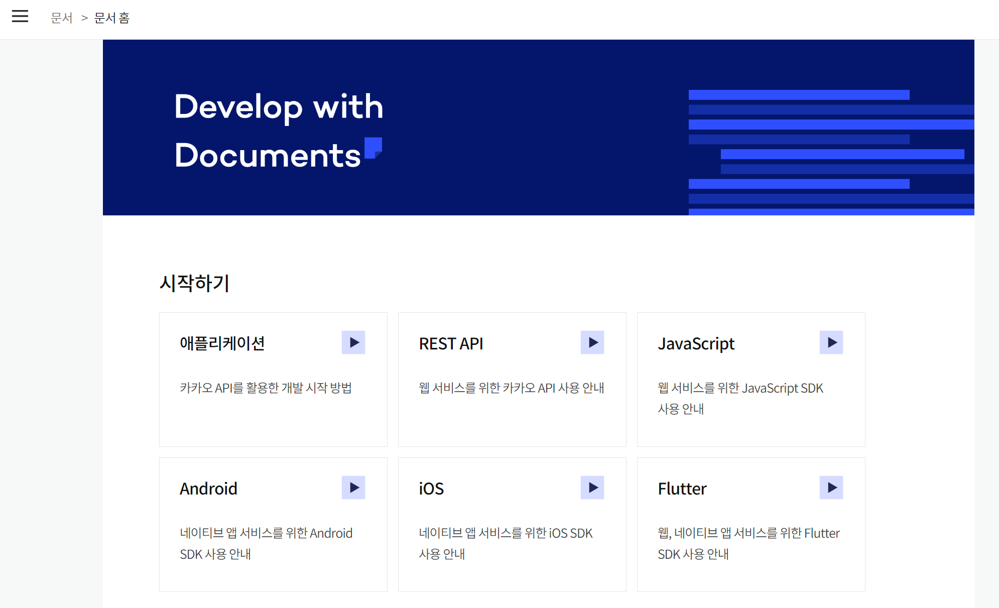 문서 > 문서 홈
Develop with
Documents
시작하기
애플리케이션
카카오 API를 활용한 개발 시작 방법
REST API
웹 서비스를 위한 카카오 API 사용 안내
JavaScript
웹 서비스를 위한 JavaScript SDK
사용 안내
Android
네이티브 앱 서비스를 위한 Android
SDK 사용 안내
iOS
네이티브 앱 서비스를 위한 iOS SDK
사용 안내
Flutter
웹, 네이티브 앱 서비스를 위한 Flutter
SDK 사용 안내